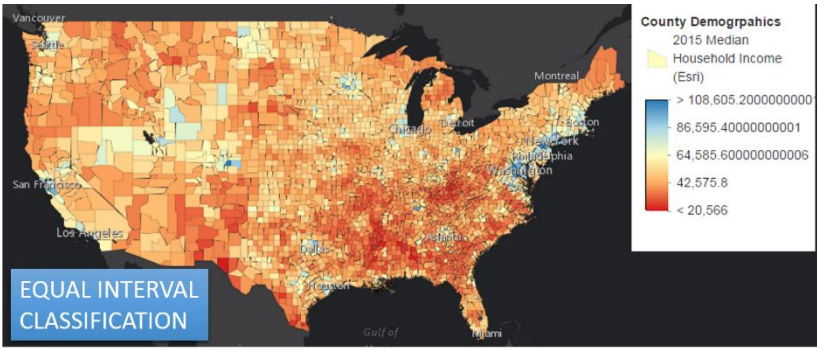 Vancouver
Seattle
San Francisco
Los Angeles
Dallas
Houston
Chicago
Detroit
Atlanta
Miami
Montreal
Boston
New York
Philadelphia
Washington
Gulf of
EQUAL INTERVAL
CLASSIFICATION
County Demogrpahics
2015 Median
Household Income
(Esri)
> 108,605.2000000001
86,595.40000000001
64,585.600000000006
42,575.8
< 20,566